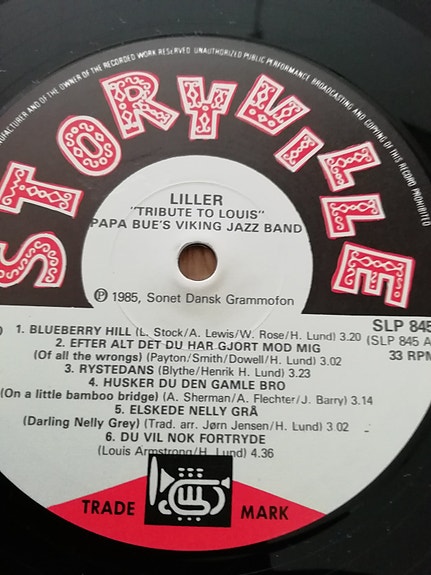 MANUFACTURER AND OF THE OWNER OF THE RECORDED WORK RESERVED. UNAUTHORIZED PUBLIC PERFORMANCE BROADCASTING AND COPYING OF THIS RECORD PROHIBITED
STORYVILLE
LILLER
"TRIBUTE TO LOUIS"
PAPA BUE'S VIKING JAZZ BAND
Ⓟ 1985, Sonet Dansk Grammofon
SLP 845
(SLP 845 A
33 RPM
1. BLUEBERRY HILL (L. Stock/A. Lewis/W. Rose/H. Lund) 3.20
2. EFTER ALT DET DU HAR GJORT MOD MIG
(Of all the wrongs) (Payton/Smith/Dowell/H. Lund) 3.02
3. RYSTEDANS (Blythe/Henrik H. Lund) 3.23
4. HUSKER DU DEN GAMLE BRO
(On a little bamboo bridge) (A. Sherman/A. Flechter/J. Barry) 3.14
5. ELSKEDE NELLY GRÅ
(Darling Nelly Grey) (Trad. arr. Jørn Jensen/H. Lund) 3 02
6. DU VIL NOK FORTRYDE
(Louis Armstrong/H. Lund) 4.36
TRADE MARK